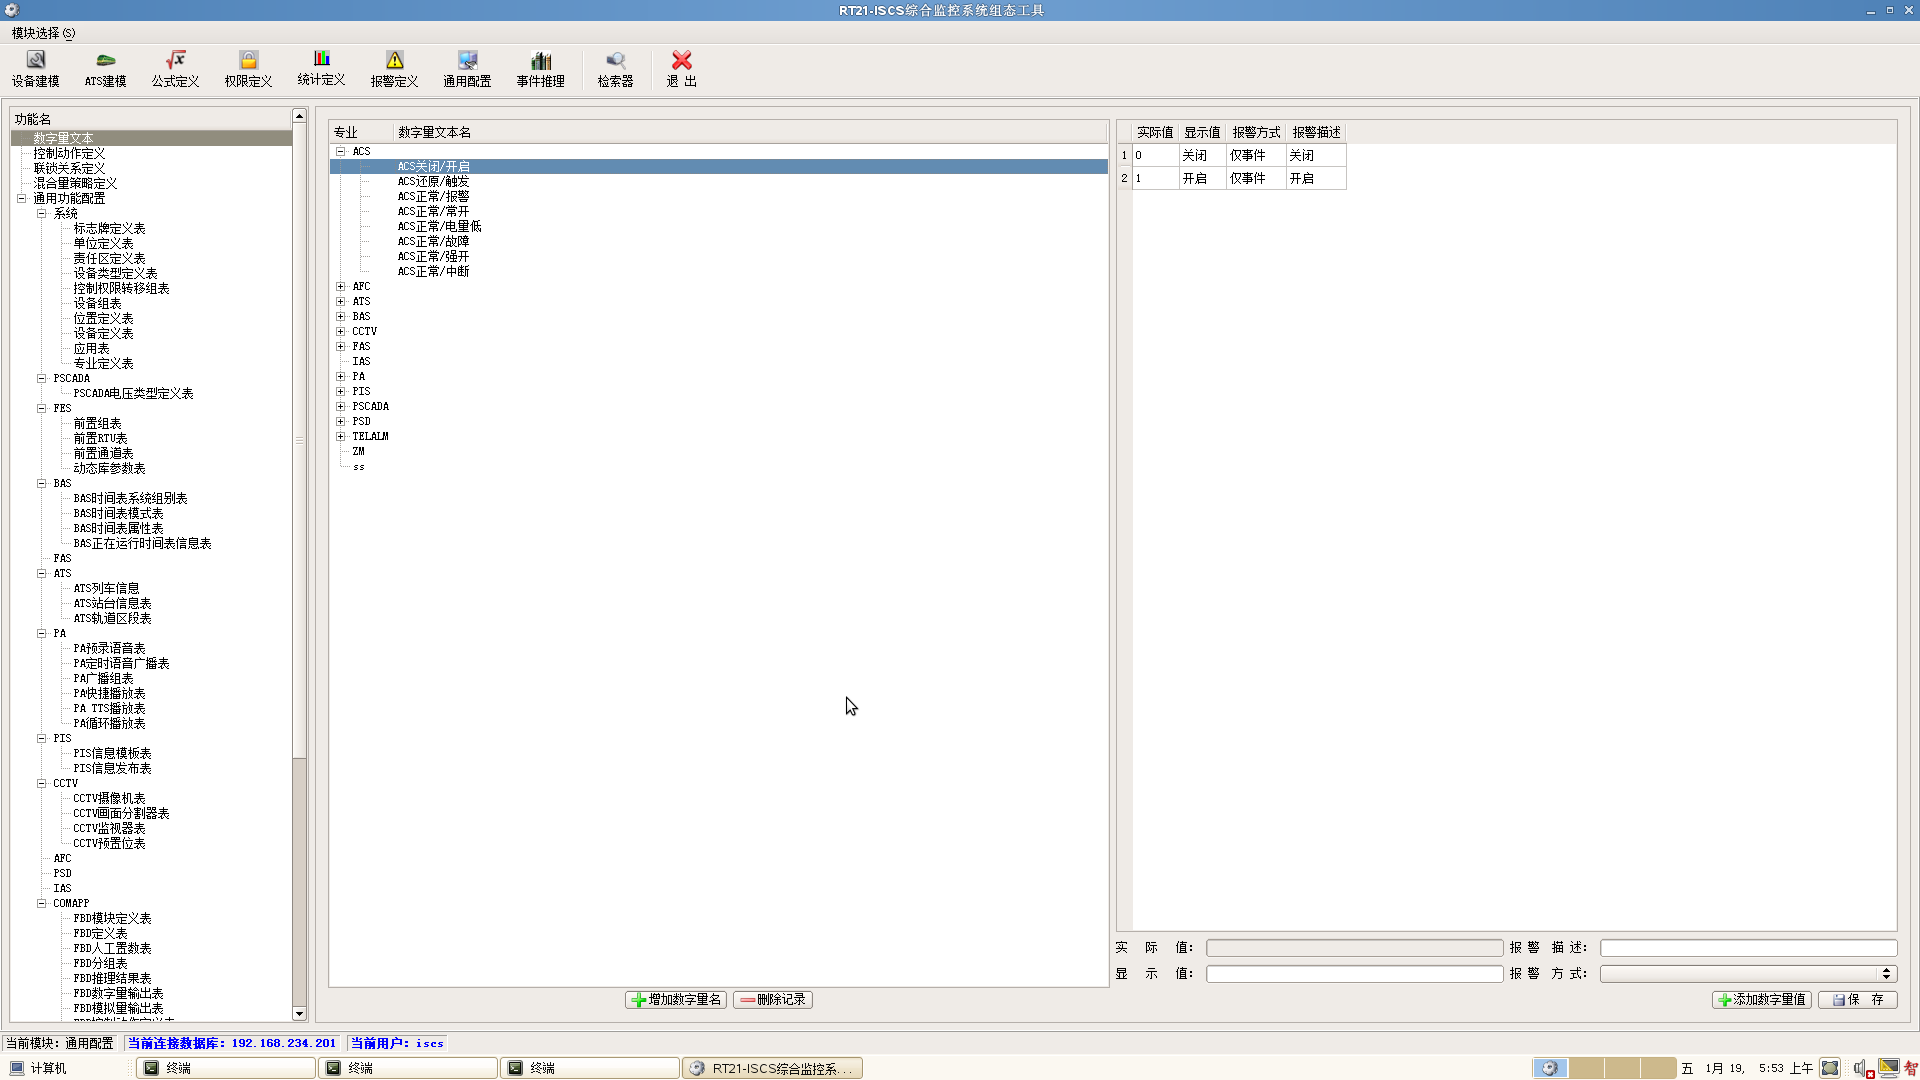 RT21-ISCS综合监控系统组态工具
模块选择(S)
设备建模 ATS建模 公式定义 权限定义 统计定义 报警定义 通用配置 事件推理 检索器 退 出
功能名
数字量文本
控制动作定义
联锁关系定义
混合量策略定义
通用功能配置
系统
标志牌定义表
单位定义表
责任区定义表
设备类型定义表
控制权限转移组表
设备组表
位置定义表
设备定义表
应用表
专业定义表
PSCADA
PSCADA电压类型定义表
FES
前置组表
前置RTU表
前置通道表
动态库参数表
BAS
BAS时间表系统组别表
BAS时间表模式表
BAS时间表属性表
BAS正在运行时间表信息表
FAS
ATS
ATS列车信息
ATS站台信息表
ATS轨道区段表
PA
PA预录语音表
PA定时语音广播表
PA广播组表
PA快捷播放表
PA TTS播放表
PA循环播放表
PIS
PIS信息模板表
PIS信息发布表
CCTV
CCTV摄像机表
CCTV画面分割器表
CCTV监视器表
CCTV预置位表
AFC
PSD
IAS
COMAPP
FBD模块定义表
FBD定义表
FBD人工置数表
FBD分组表
FBD推理结果表
FBD数字量输出表
FBD模拟量输出表
专业 数字量文本名
ACS
ACS关闭/开启
ACS还原/触发
ACS正常/报警
ACS正常/常开
ACS正常/电量低
ACS正常/故障
ACS正常/强开
ACS正常/中断
AFC
ATS
BAS
CCTV
FAS
IAS
PA
PIS
PSCADA
PSD
TELALM
ZM
ss
增加数字量名 删除记录
实际值 显示值 报警方式 报警描述
1 0 关闭 仅事件 关闭
2 1 开启 仅事件 开启
实 际 值: 报 警 描 述:
显 示 值: 报 警 方 式:
添加数字量值 保 存
当前模块: 通用配置 当前连接数据库: 192.168.234.201 当前用户: iscs
计算机 终端 终端 终端 RT21-ISCS综合监控系... 五 1月 19, 5:53 上午 智